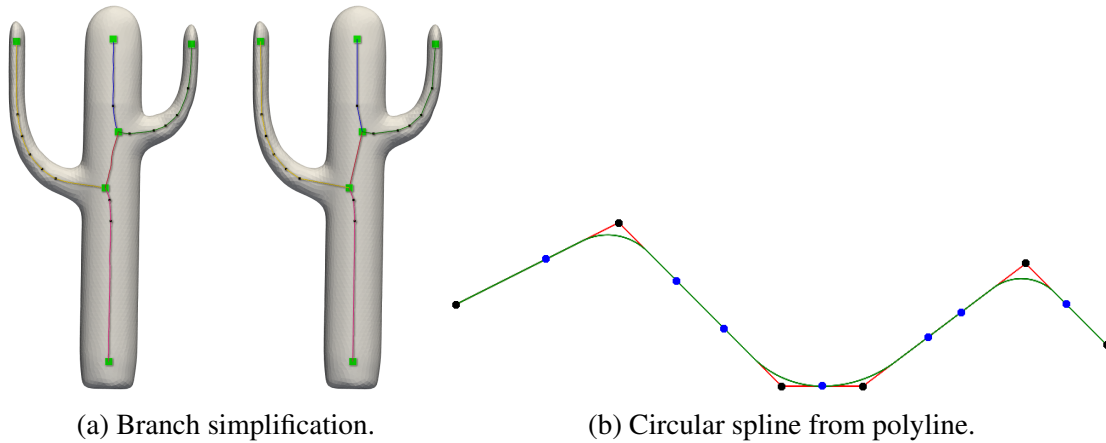 (a) Branch simplification.
(b) Circular spline from polyline.